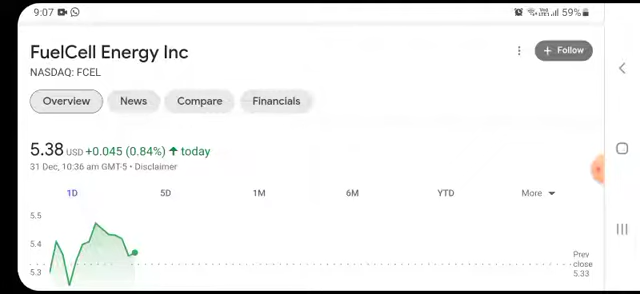 9:07 59%
FuelCell Energy Inc
NASDAQ: FCEL
+ Follow
Overview News Compare Financials
5.38 USD +0.045 (0.84%) ↑ today
31 Dec, 10:36 am GMT-5 • Disclaimer
1D 5D 1M 6M YTD More
5.5
5.4
5.3
Prev
close
5.33